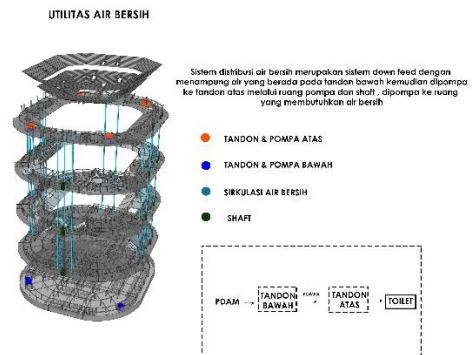 UTILITAS AIR BERSIH
Sistem distribusi air bersih merupakan sistem down feed dengan
menampung air yang berada pada tandon bawah kemudian dipompa
ke tandon atas melalui ruang pompa dan shaft , dipompa ke ruang
yang membutuhkan air bersih
TANDON & POMPA ATAS
TANDON & POMPA BAWAH
SIRKULASI AIR BERSIH
SHAFT
PDAM
TANDON
BAWAH
POMPA
TANDON
ATAS
TOILET